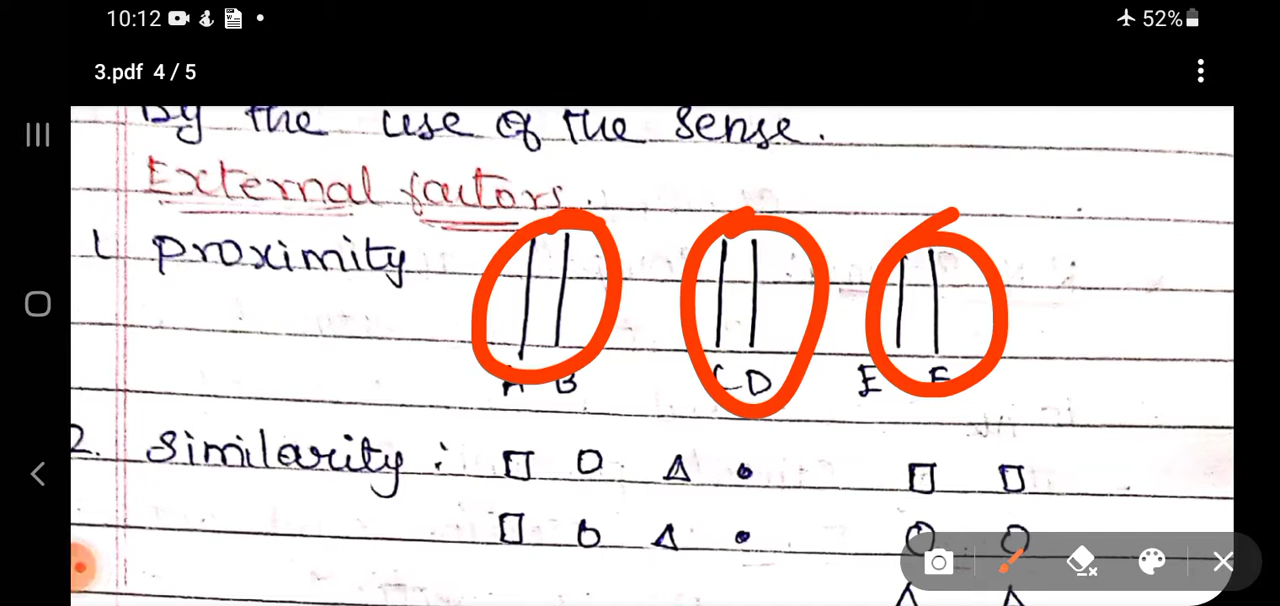 10:12
52%
3.pdf 4 / 5
By the use of the sense.
External factors.
1. Proximity
A B C D E F
2. Similarity :